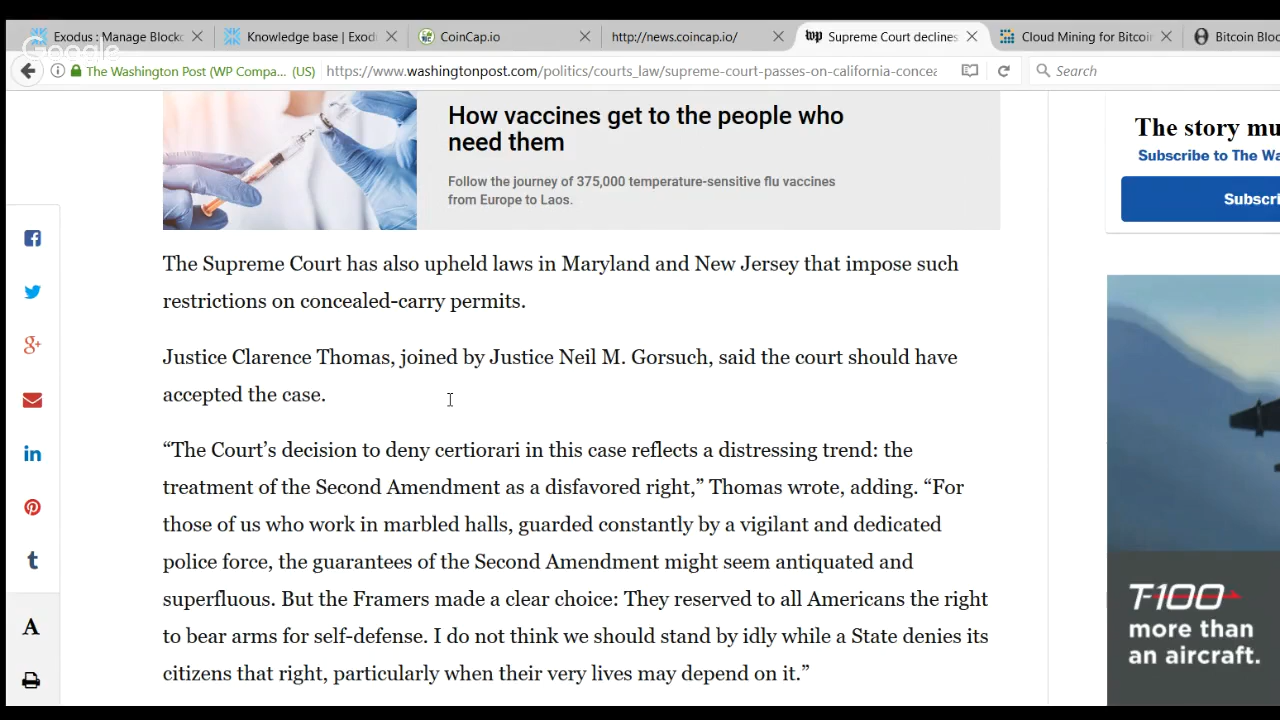 Exodus : Manage Blockc
Knowledge base | Exodu
CoinCap.io
http://news.coincap.io/
wp Supreme Court declines
Cloud Mining for Bitcoin
Bitcoin Bloc
Google
The Washington Post (WP Compa... (US)
https://www.washingtonpost.com/politics/courts_law/supreme-court-passes-on-california-concea
Search
How vaccines get to the people who
need them
Follow the journey of 375,000 temperature-sensitive flu vaccines
from Europe to Laos.
The Supreme Court has also upheld laws in Maryland and New Jersey that impose such
restrictions on concealed-carry permits.
Justice Clarence Thomas, joined by Justice Neil M. Gorsuch, said the court should have
accepted the case.
“The Court’s decision to deny certiorari in this case reflects a distressing trend: the
treatment of the Second Amendment as a disfavored right,” Thomas wrote, adding. “For
those of us who work in marbled halls, guarded constantly by a vigilant and dedicated
police force, the guarantees of the Second Amendment might seem antiquated and
superfluous. But the Framers made a clear choice: They reserved to all Americans the right
to bear arms for self-defense. I do not think we should stand by idly while a State denies its
citizens that right, particularly when their very lives may depend on it.”
The story mu
Subscribe to The Wa
Subscri
T-100
more than
an aircraft.
A